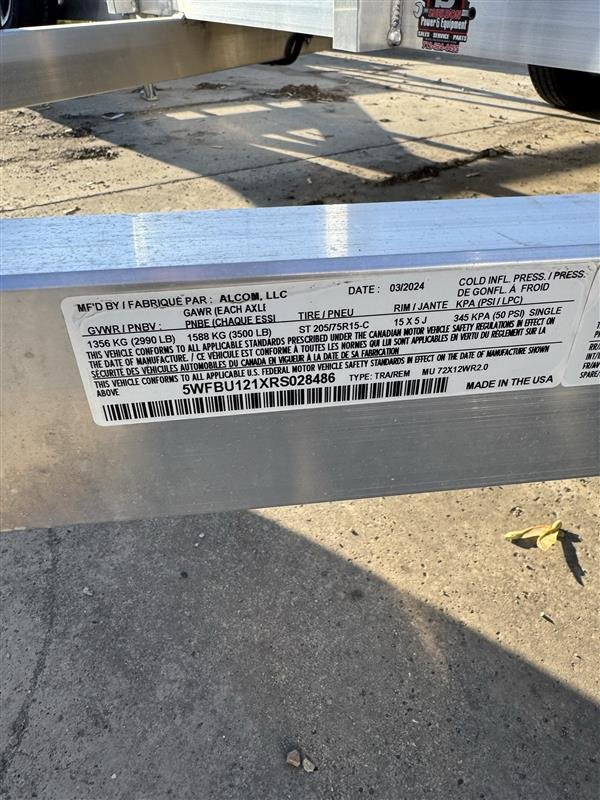 Power & Equipment
SALES SERVICE PARTS
MF'D BY / FABRIQUÉ PAR : ALCOM, LLC DATE : 03/2024 COLD INFL. PRESS. / PRESS.
GVWR / PNBV : GAWR (EACH AXLE PNBE (CHAQUE ESSI TIRE / PNEU RIM / JANTE DE GONFL. À FROID KPA (PSI / LPC)
1356 KG (2990 LB) 1588 KG (3500 LB) ST 205/75R15-C 15 X 5 J 345 KPA (50 PSI) SINGLE
THIS VEHICLE CONFORMS TO ALL APPLICABLE STANDARDS PRESCRIBED UNDER THE CANADIAN MOTOR VEHICLE SAFETY REGULATIONS IN EFFECT ON
THE DATE OF MANUFACTURE. / CE VÉHICULE EST CONFORME À TOUTES LES NORMES QUI LUI SONT APPLICABLES EN VERTU DU RÈGLEMENT SUR LA
SÉCURITÉ DES VÉHICULES AUTOMOBILES DU CANADA EN VIGUEUR À LA DATE DE SA FABRICATION
THIS VEHICLE CONFORMS TO ALL APPLICABLE U.S. FEDERAL MOTOR VEHICLE SAFETY STANDARDS IN EFFECT ON THE DATE OF MANUFACTURE SHOWN
ABOVE 5WFBU121XRS028486 TYPE: TRA/REM MU 72X12WR2.0
MADE IN THE USA